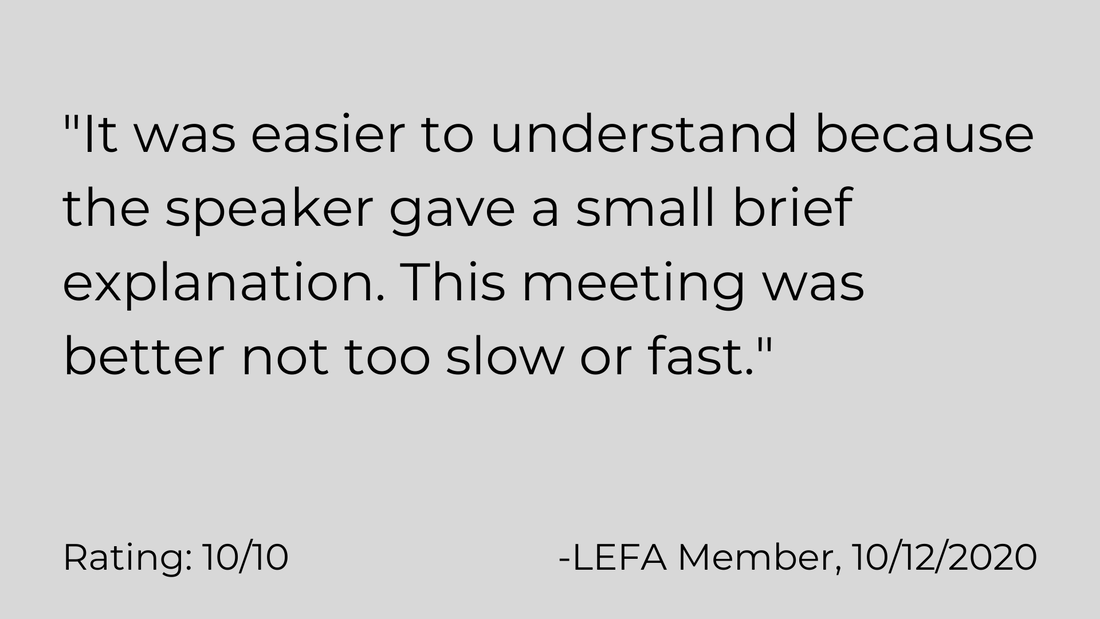 "It was easier to understand because
the speaker gave a small brief
explanation. This meeting was
better not too slow or fast."
Rating: 10/10
-LEFA Member, 10/12/2020